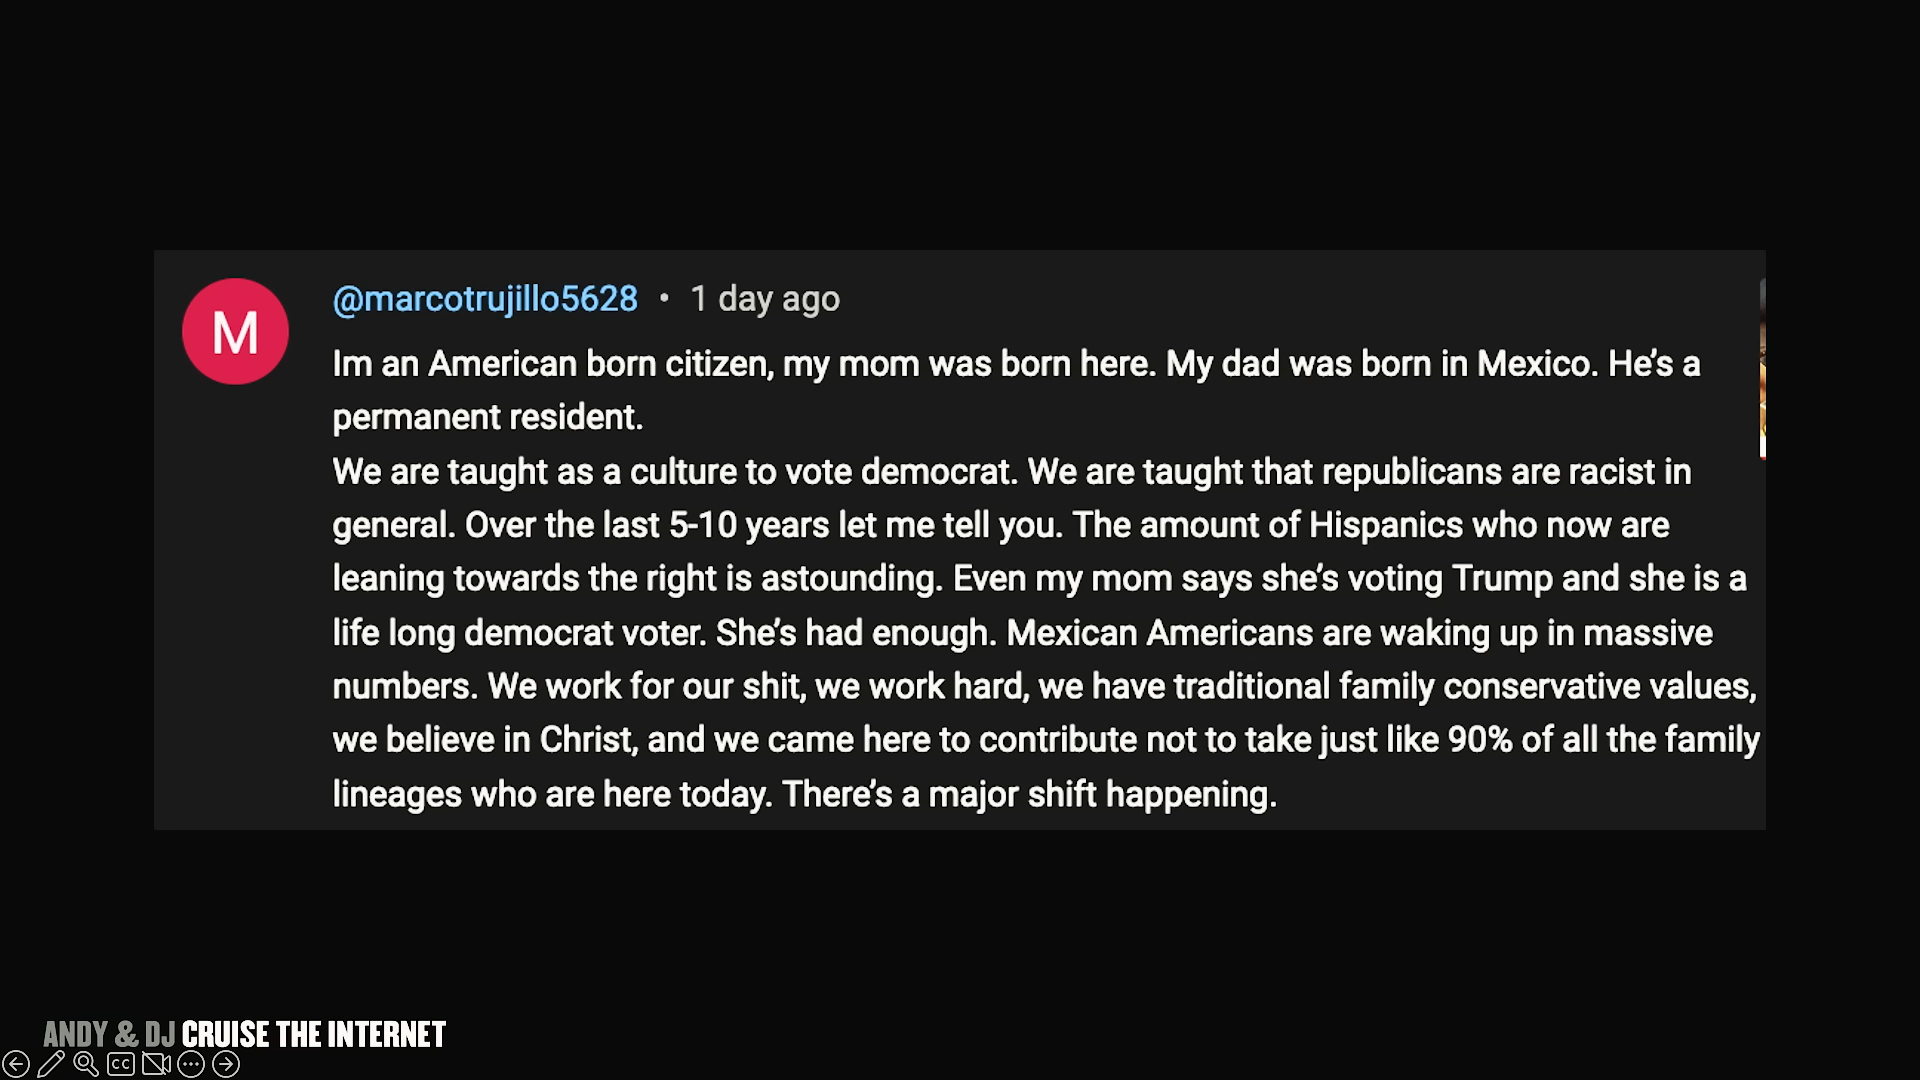 M
@marcotrujillo5628 • 1 day ago
Im an American born citizen, my mom was born here. My dad was born in Mexico. He’s a
permanent resident.
We are taught as a culture to vote democrat. We are taught that republicans are racist in
general. Over the last 5-10 years let me tell you. The amount of Hispanics who now are
leaning towards the right is astounding. Even my mom says she’s voting Trump and she is a
life long democrat voter. She’s had enough. Mexican Americans are waking up in massive
numbers. We work for our shit, we work hard, we have traditional family conservative values,
we believe in Christ, and we came here to contribute not to take just like 90% of all the family
lineages who are here today. There’s a major shift happening.
ANDY & DJ CRUISE THE INTERNET
CC